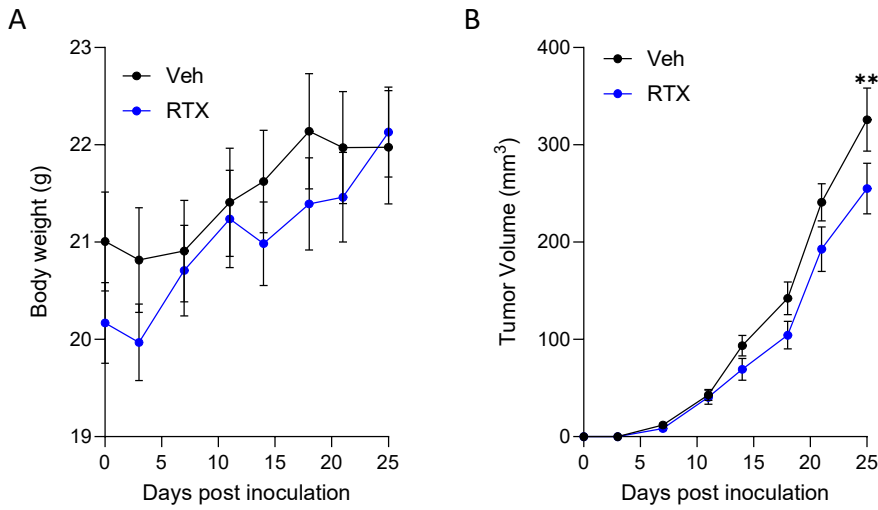 A
Body weight (g)
23
22
21
20
19
Veh
RTX
0 5 10 15 20 25
Days post inoculation
B
Tumor Volume (mm³)
400
300
200
100
0
Veh
RTX
**
0 5 10 15 20 25
Days post inoculation